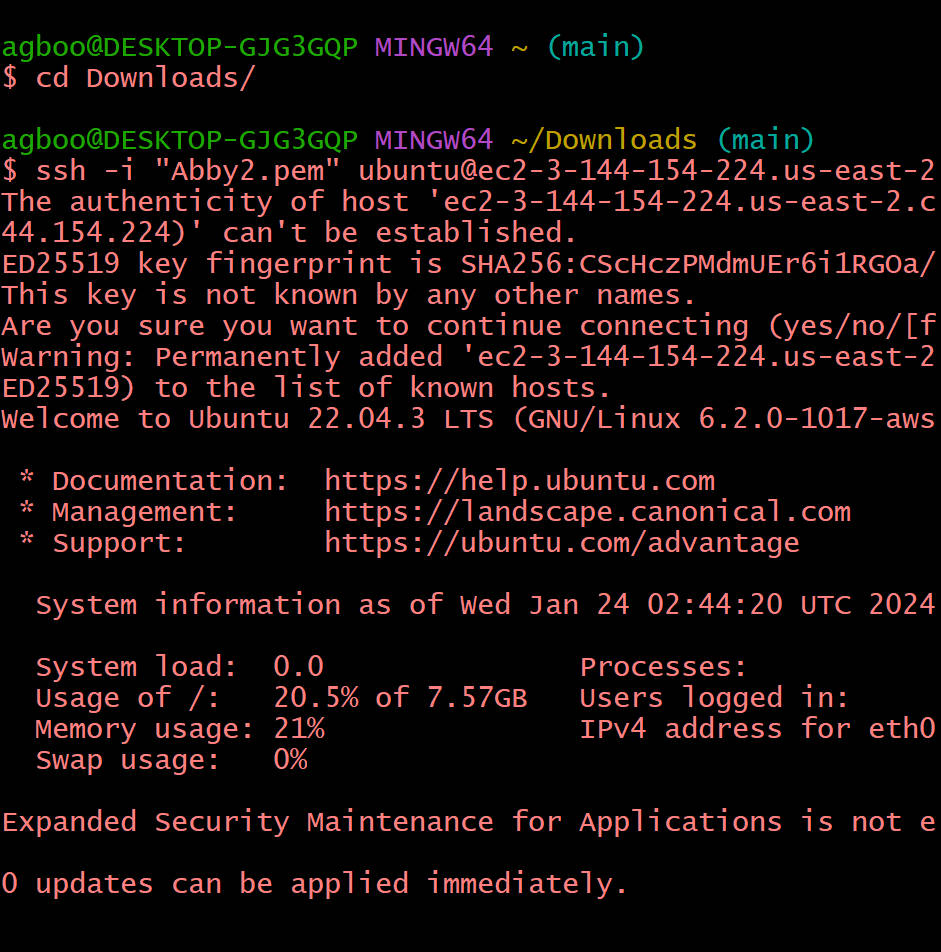 agboo@DESKTOP-GJG3GQP MINGW64 ~ (main)
$ cd Downloads/
agboo@DESKTOP-GJG3GQP MINGW64 ~/Downloads (main)
$ ssh -i "Abby2.pem" ubuntu@ec2-3-144-154-224.us-east-2
The authenticity of host 'ec2-3-144-154-224.us-east-2.c
44.154.224)' can't be established.
ED25519 key fingerprint is SHA256:CScHczPMdmUEr6i1RGOa/
This key is not known by any other names.
Are you sure you want to continue connecting (yes/no/[f
Warning: Permanently added 'ec2-3-144-154-224.us-east-2
ED25519) to the list of known hosts.
Welcome to Ubuntu 22.04.3 LTS (GNU/Linux 6.2.0-1017-aws
* Documentation: https://help.ubuntu.com
* Management: https://landscape.canonical.com
* Support: https://ubuntu.com/advantage
System information as of Wed Jan 24 02:44:20 UTC 2024
System load: 0.0 Processes:
Usage of /: 20.5% of 7.57GB Users logged in:
Memory usage: 21% IPv4 address for eth0
Swap usage: 0%
Expanded Security Maintenance for Applications is not e
0 updates can be applied immediately.